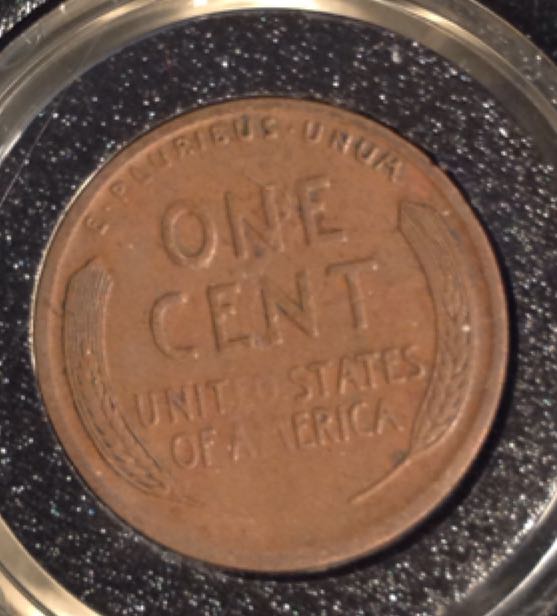 E·PLURIBUS·UNUM
ONE
CENT
UNITED STATES
OF AMERICA